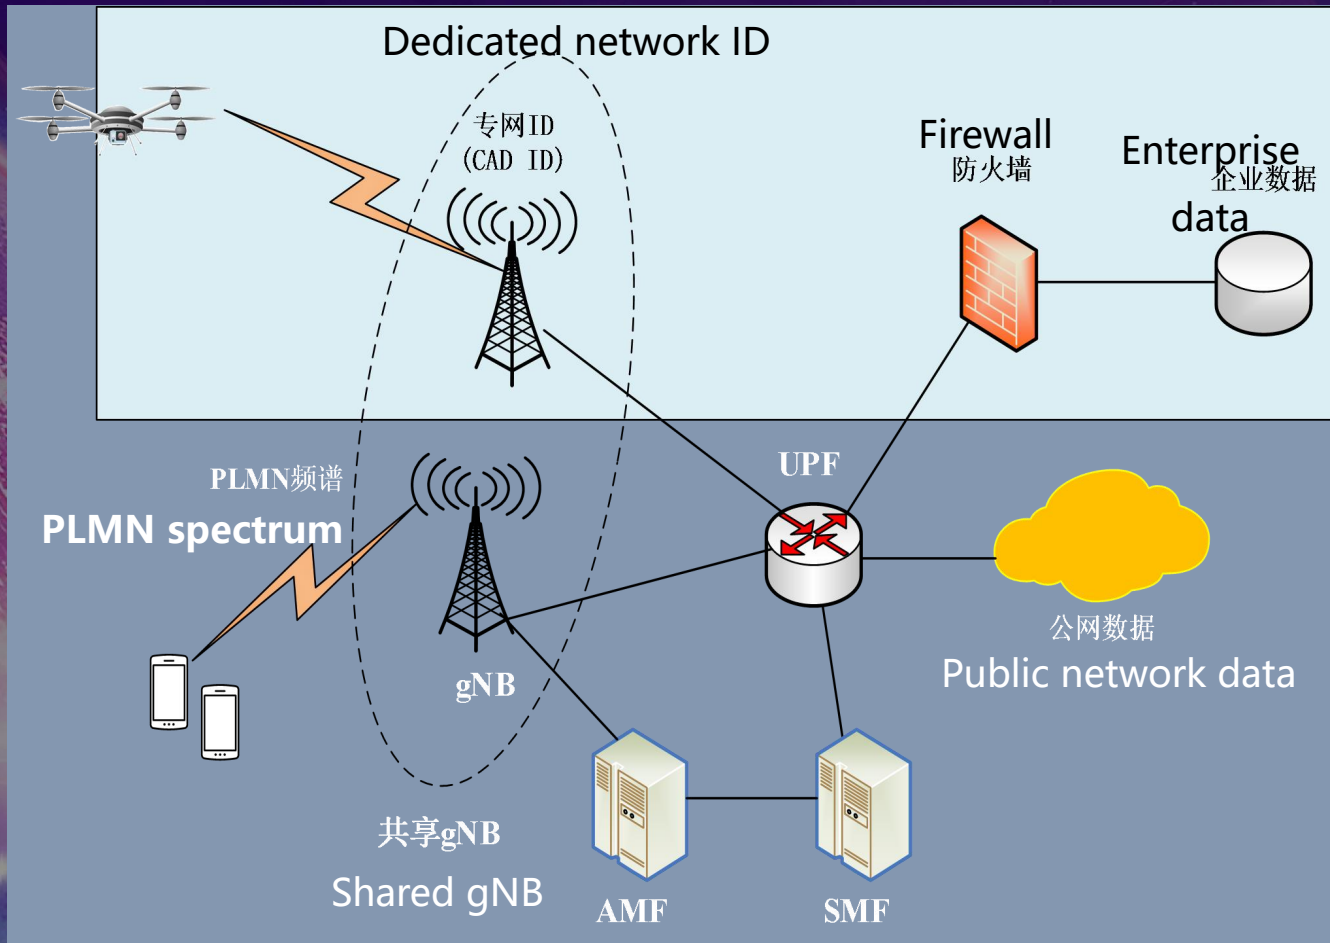 Dedicated network ID
专网ID
(CAD ID)
Firewall
防火墙
Enterprise
企业数据
data
PLMN频谱
PLMN spectrum
UPF
公网数据
Public network data
gNB
共享gNB
Shared gNB
AMF
SMF